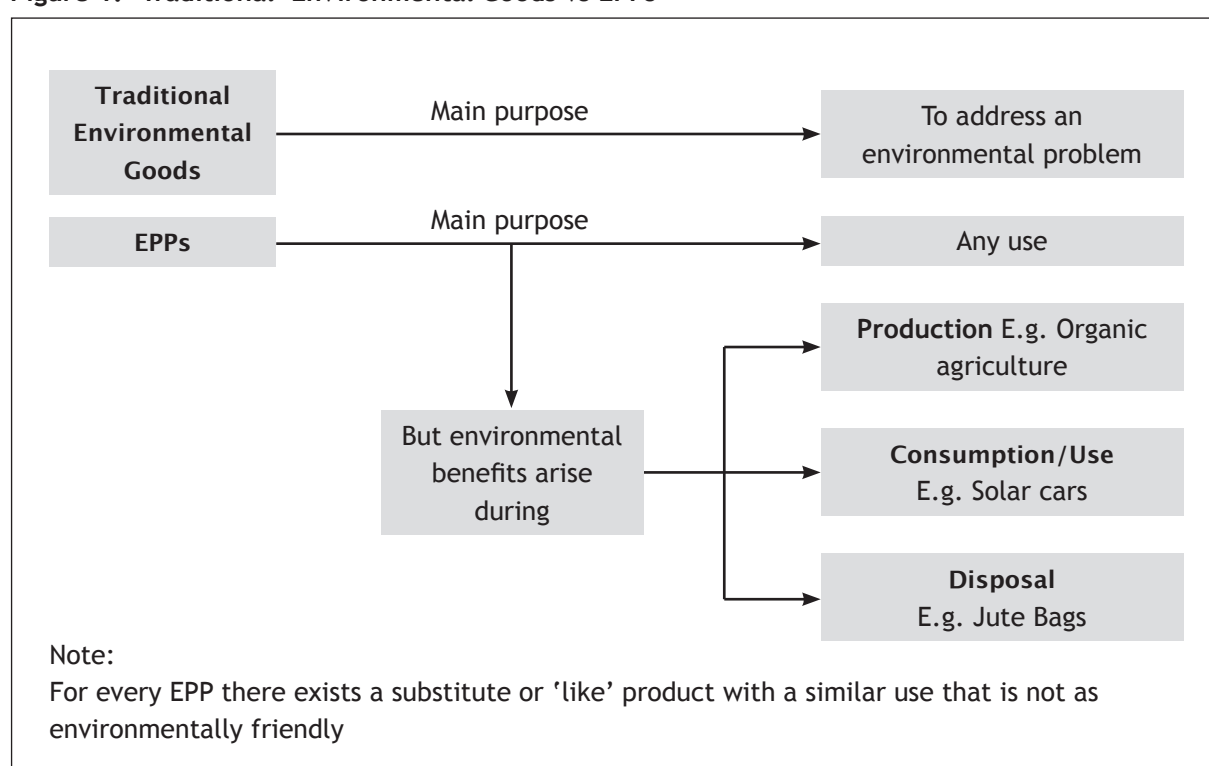 Traditional
Environmental
Goods
Main purpose
To address an
environmental problem
EPPs
Main purpose
Any use
But environmental
benefits arise
during
Production E.g. Organic
agriculture
Consumption/Use
E.g. Solar cars
Disposal
E.g. Jute Bags
Note:
For every EPP there exists a substitute or ‘like’ product with a similar use that is not as
environmentally friendly